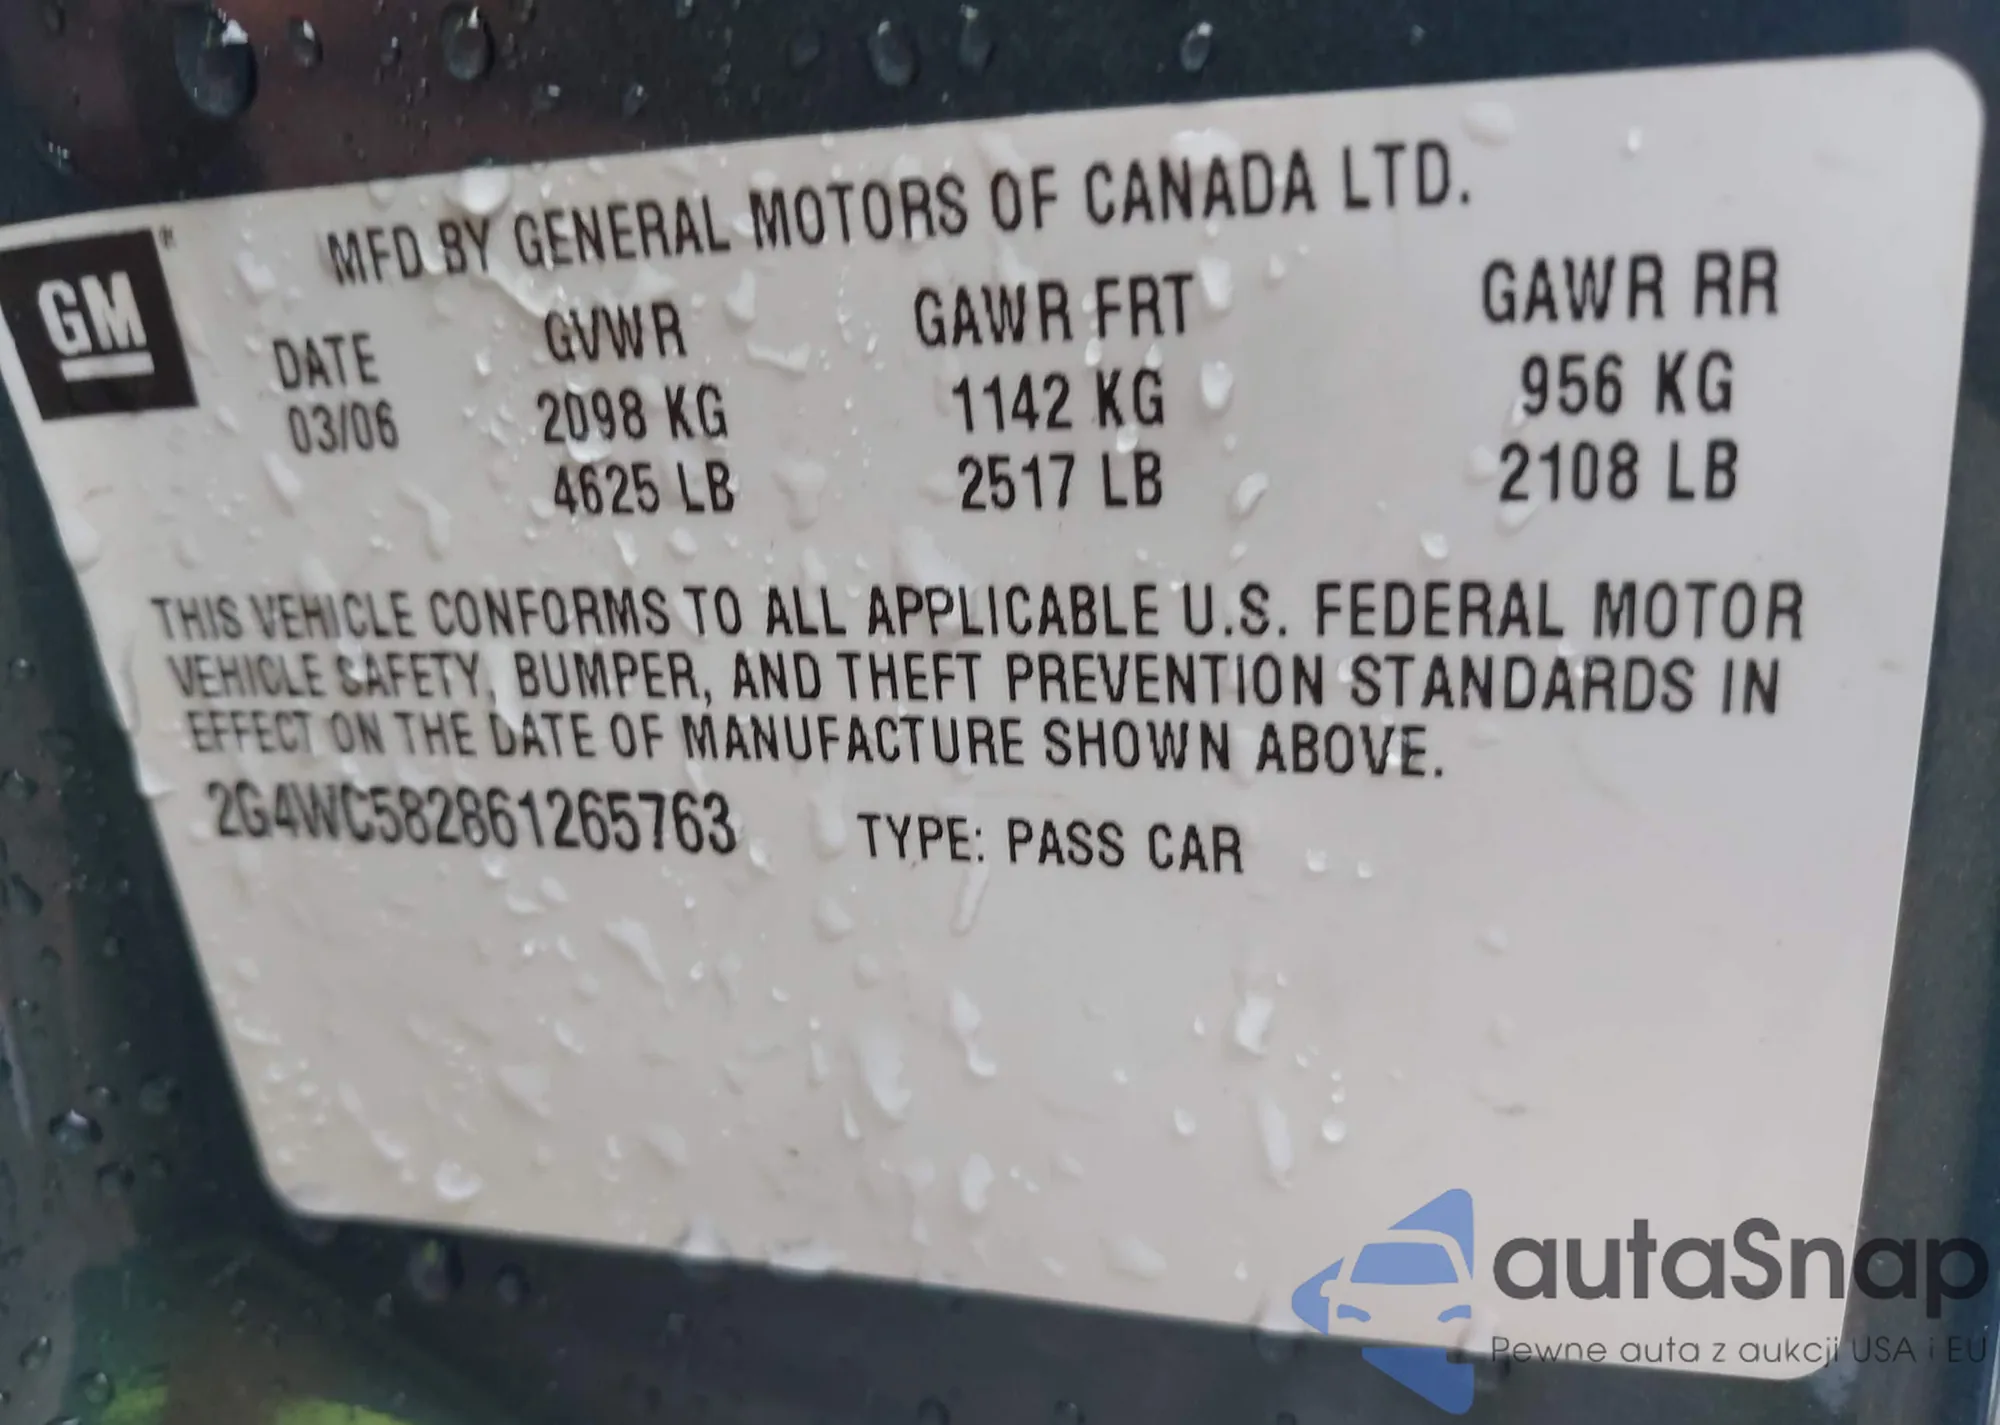 GM
MFD BY GENERAL MOTORS OF CANADA LTD.
DATE GVWR GAWR FRT GAWR RR
03/06 2098 KG 1142 KG 956 KG
4625 LB 2517 LB 2108 LB
THIS VEHICLE CONFORMS TO ALL APPLICABLE U.S. FEDERAL MOTOR
VEHICLE SAFETY, BUMPER, AND THEFT PREVENTION STANDARDS IN
EFFECT ON THE DATE OF MANUFACTURE SHOWN ABOVE.
2G4WC582861265763 TYPE: PASS CAR
autaSnap
Pewne auta z aukcji USA i EU